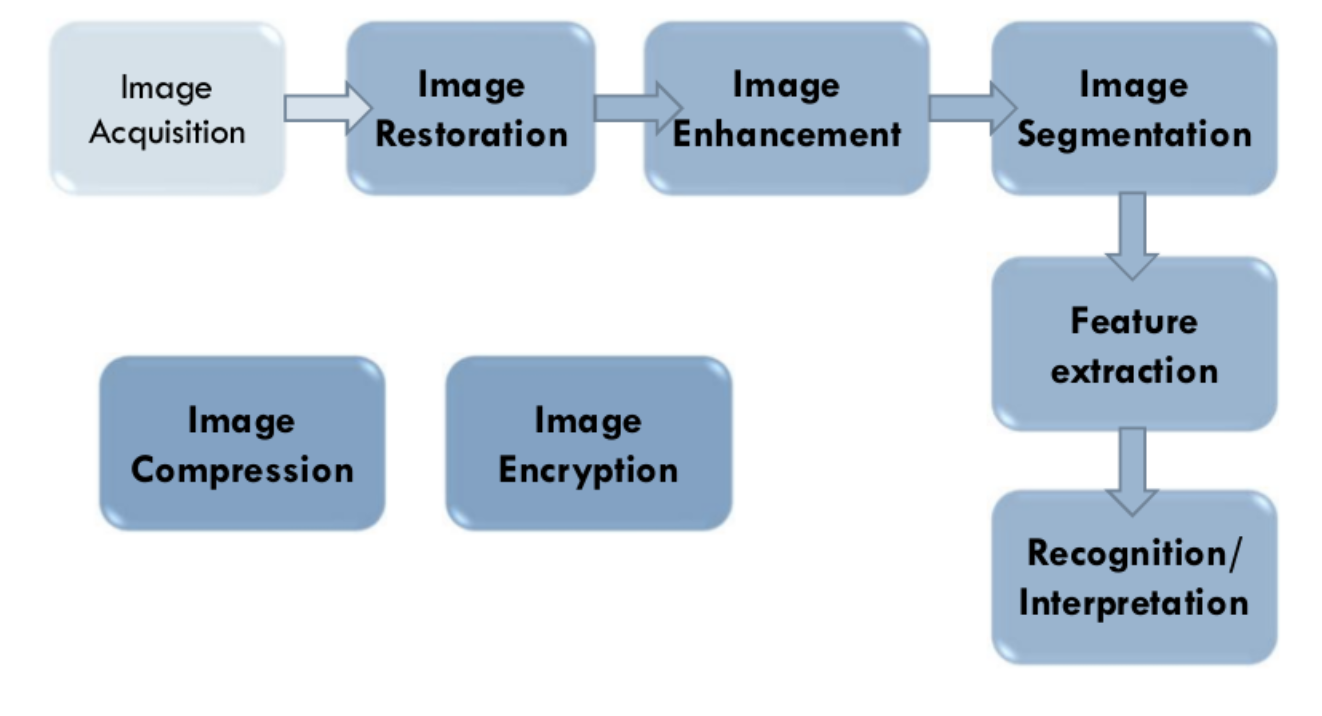 Image
Acquisition
Image
Restoration
Image
Enhancement
Image
Segmentation
Feature
extraction
Image
Compression
Image
Encryption
Recognition/
Interpretation